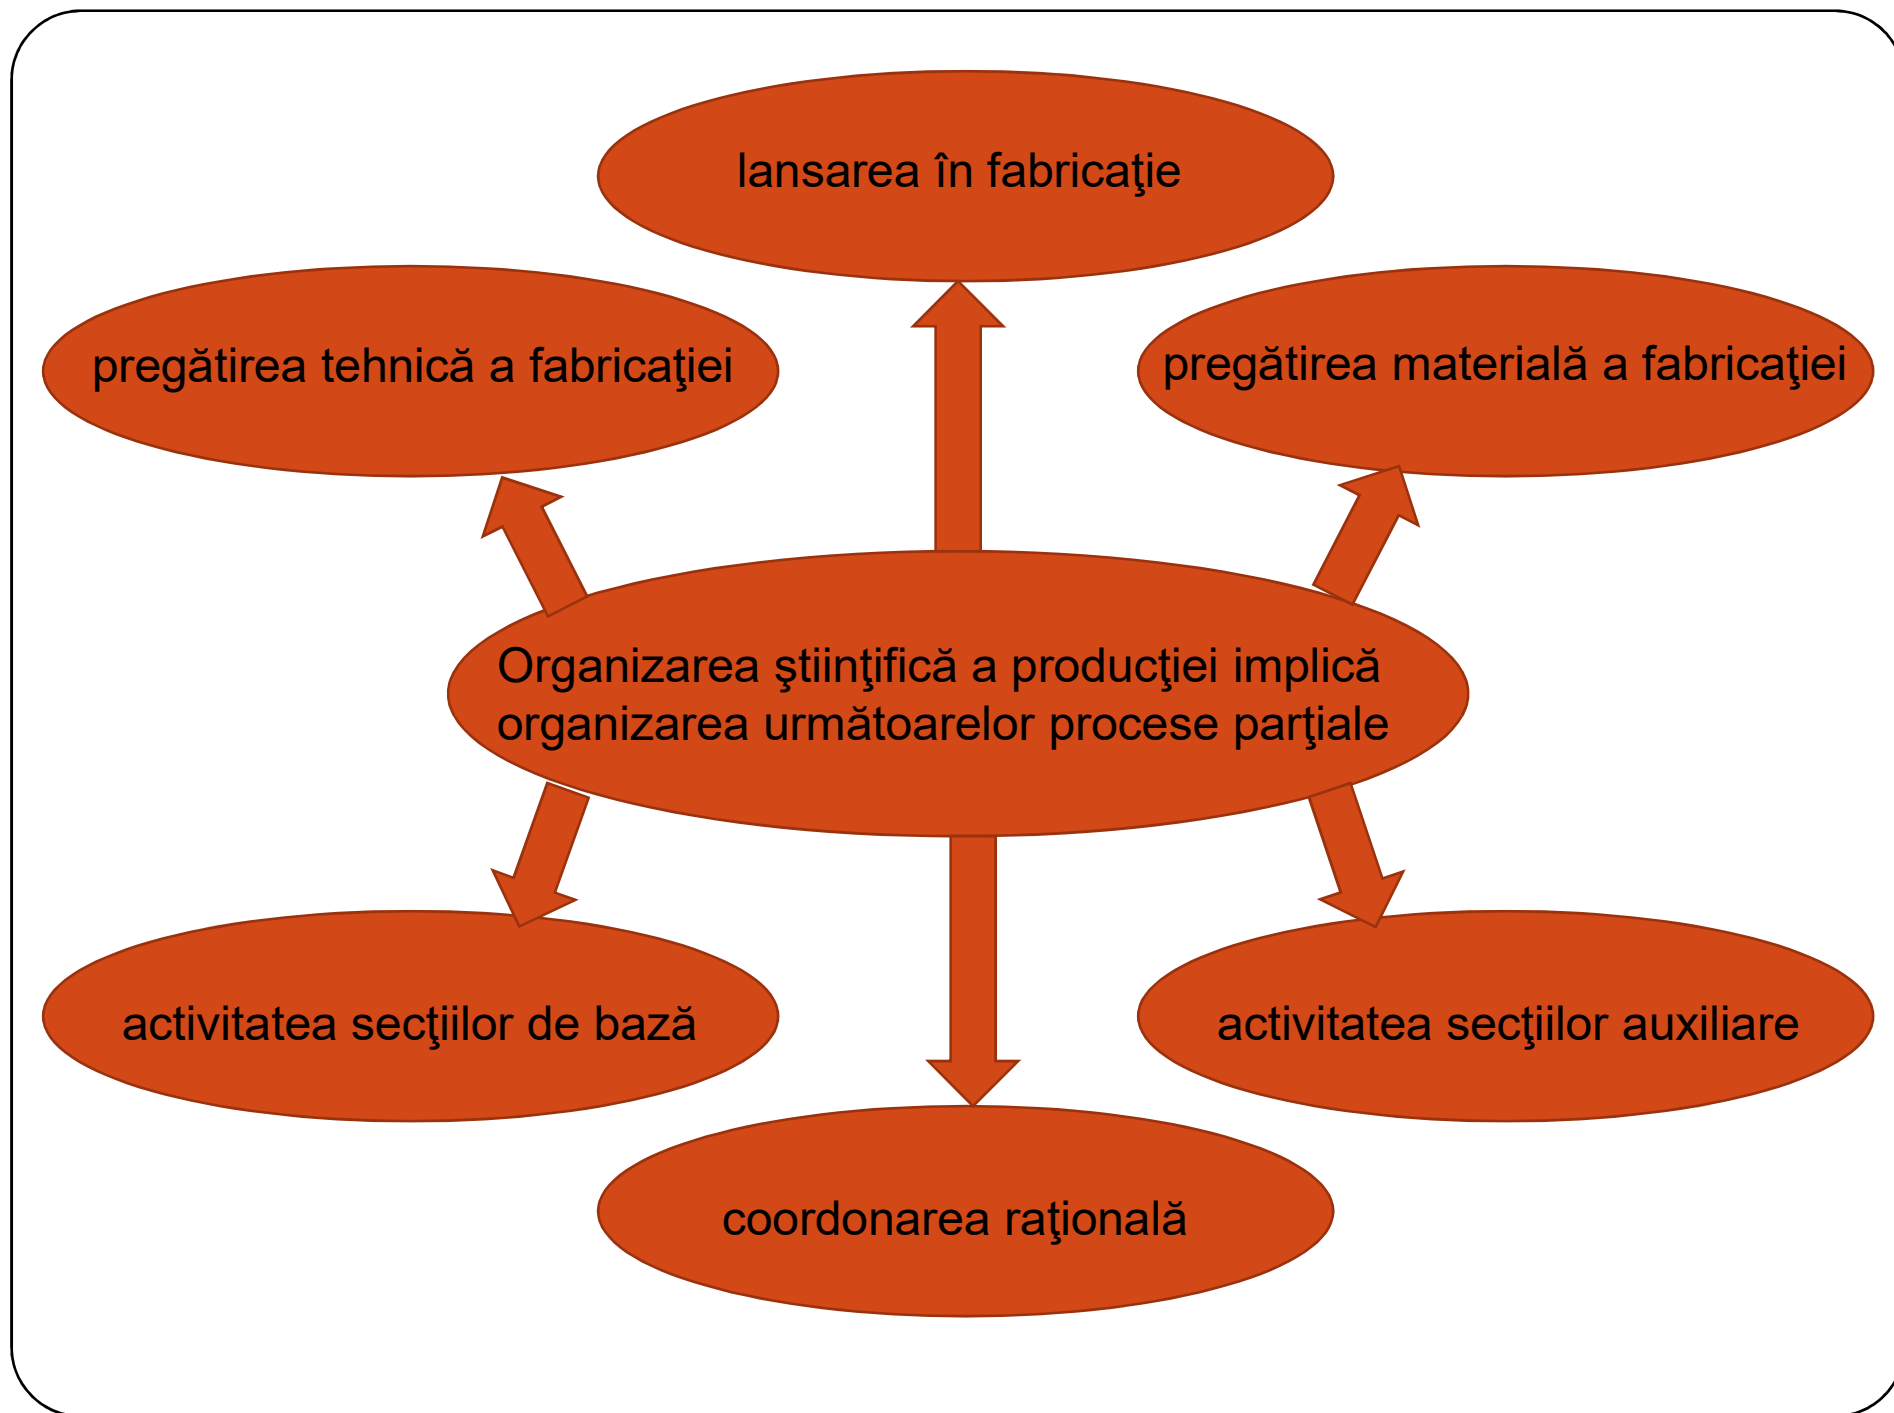 lansarea în fabricaţie
pregătirea tehnică a fabricaţiei
pregătirea materială a fabricaţiei
Organizarea ştiinţifică a producţiei implică
organizarea următoarelor procese parţiale
activitatea secţiilor de bază
activitatea secţiilor auxiliare
coordonarea raţională